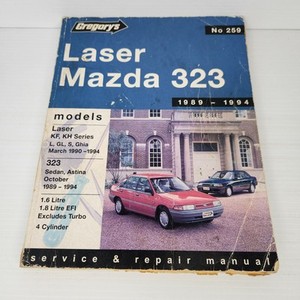 Gregory's
No 259
Laser
Mazda 323
1989 - 1994
models
Laser
KF, KH Series
L, GL, S, Ghia
March 1990-1994
323
Sedan, Astina
October
1989 - 1994
1.6 Litre
1.8 Litre EFI
Excludes Turbo
4 Cylinder
service & repair manual